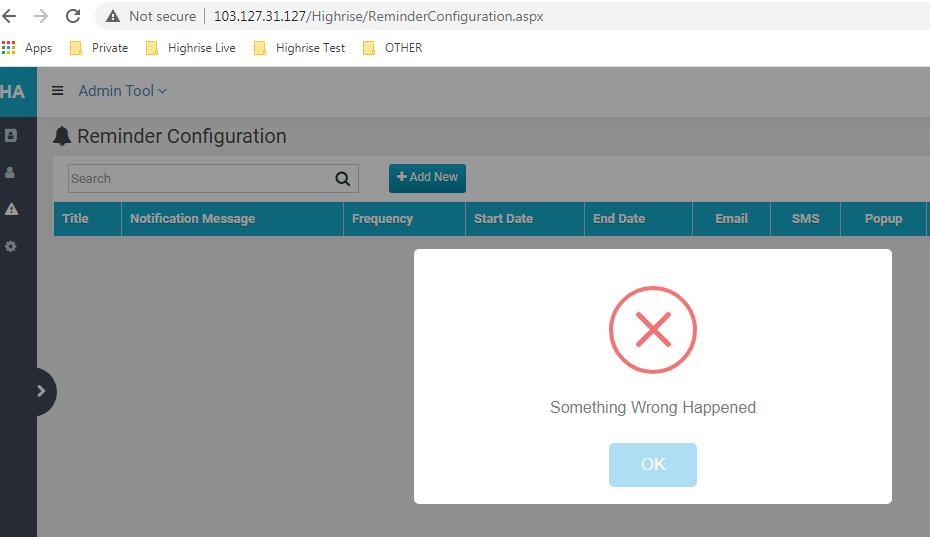 Not secure | 103.127.31.127/Highrise/ReminderConfiguration.aspx
Apps Private Highrise Live Highrise Test OTHER
HA Admin Tool
Reminder Configuration
Search Add New
Title Notification Message Frequency Start Date End Date Email SMS Popup
Something Wrong Happened
OK